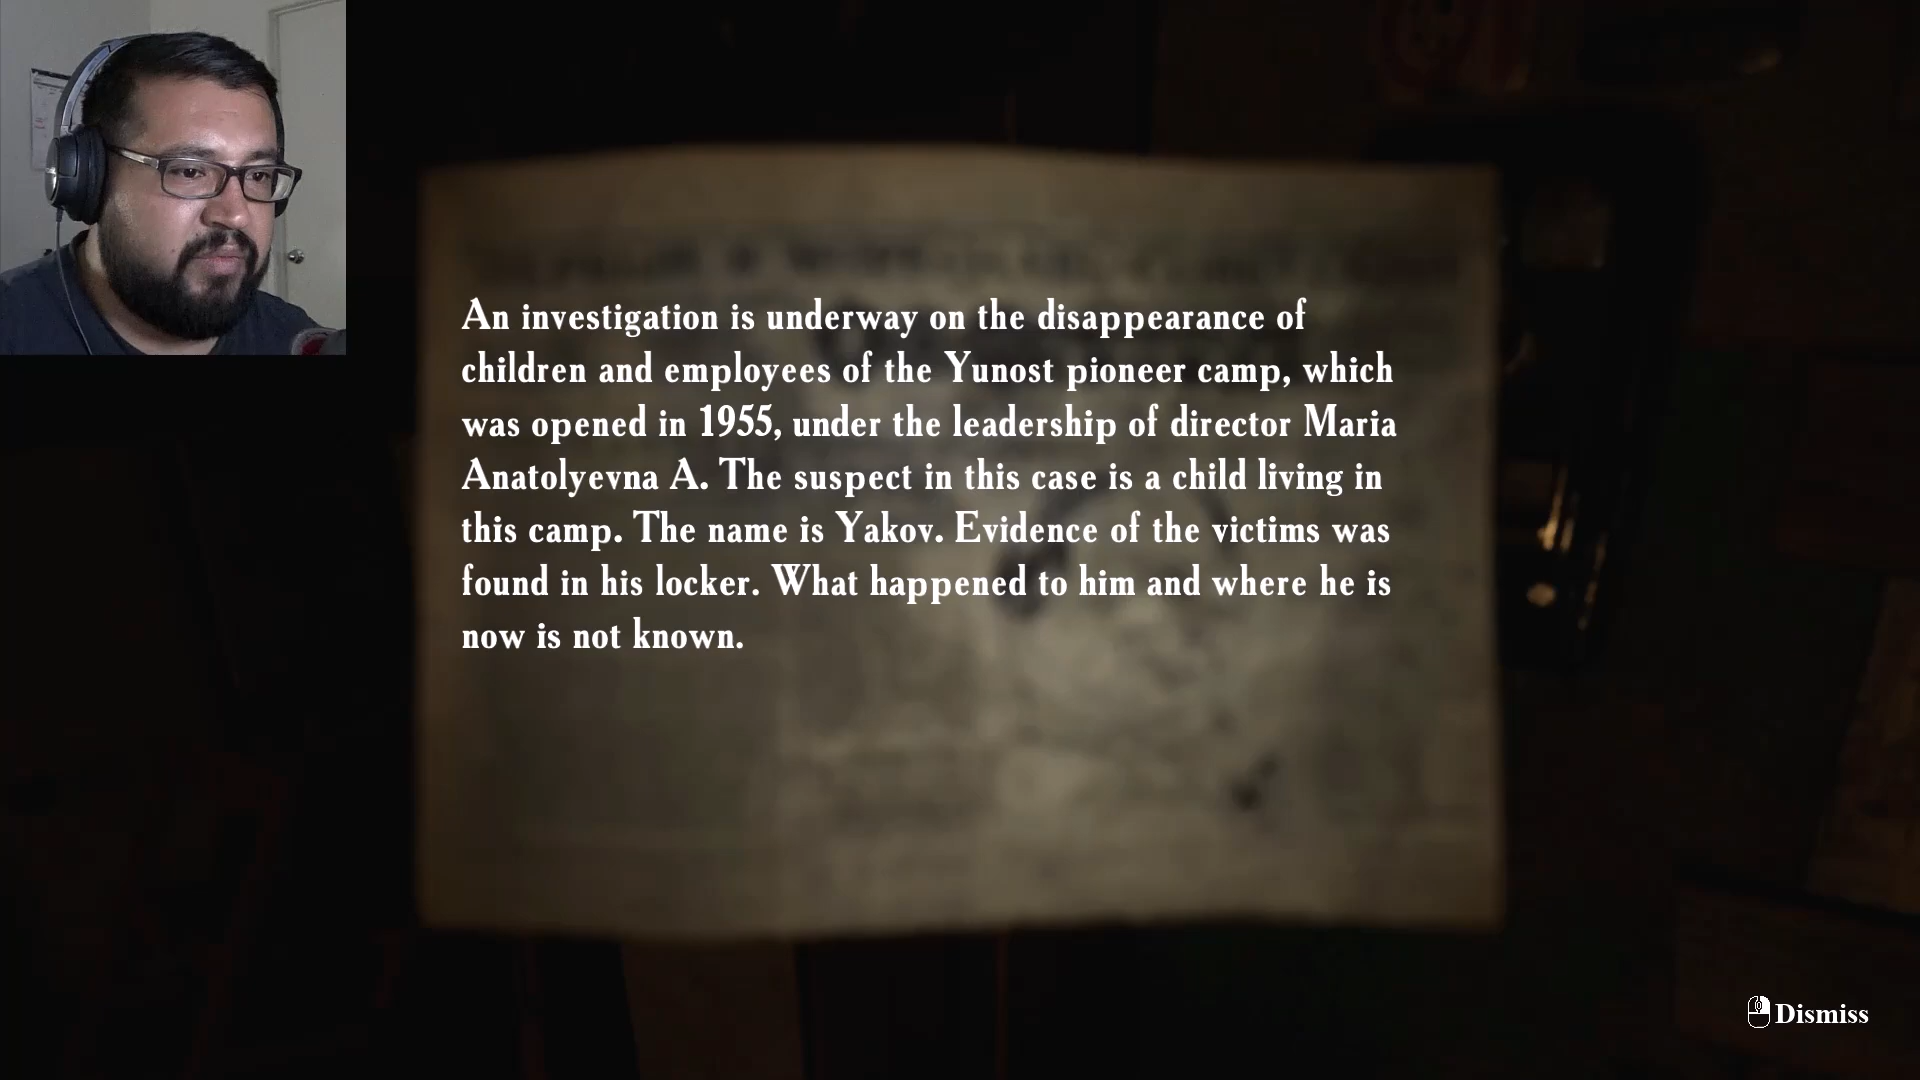 An investigation is underway on the disappearance of
children and employees of the Yunost pioneer camp, which
was opened in 1955, under the leadership of director Maria
Anatolyevna A. The suspect in this case is a child living in
this camp. The name is Yakov. Evidence of the victims was
found in his locker. What happened to him and where he is
now is not known.
Dismiss